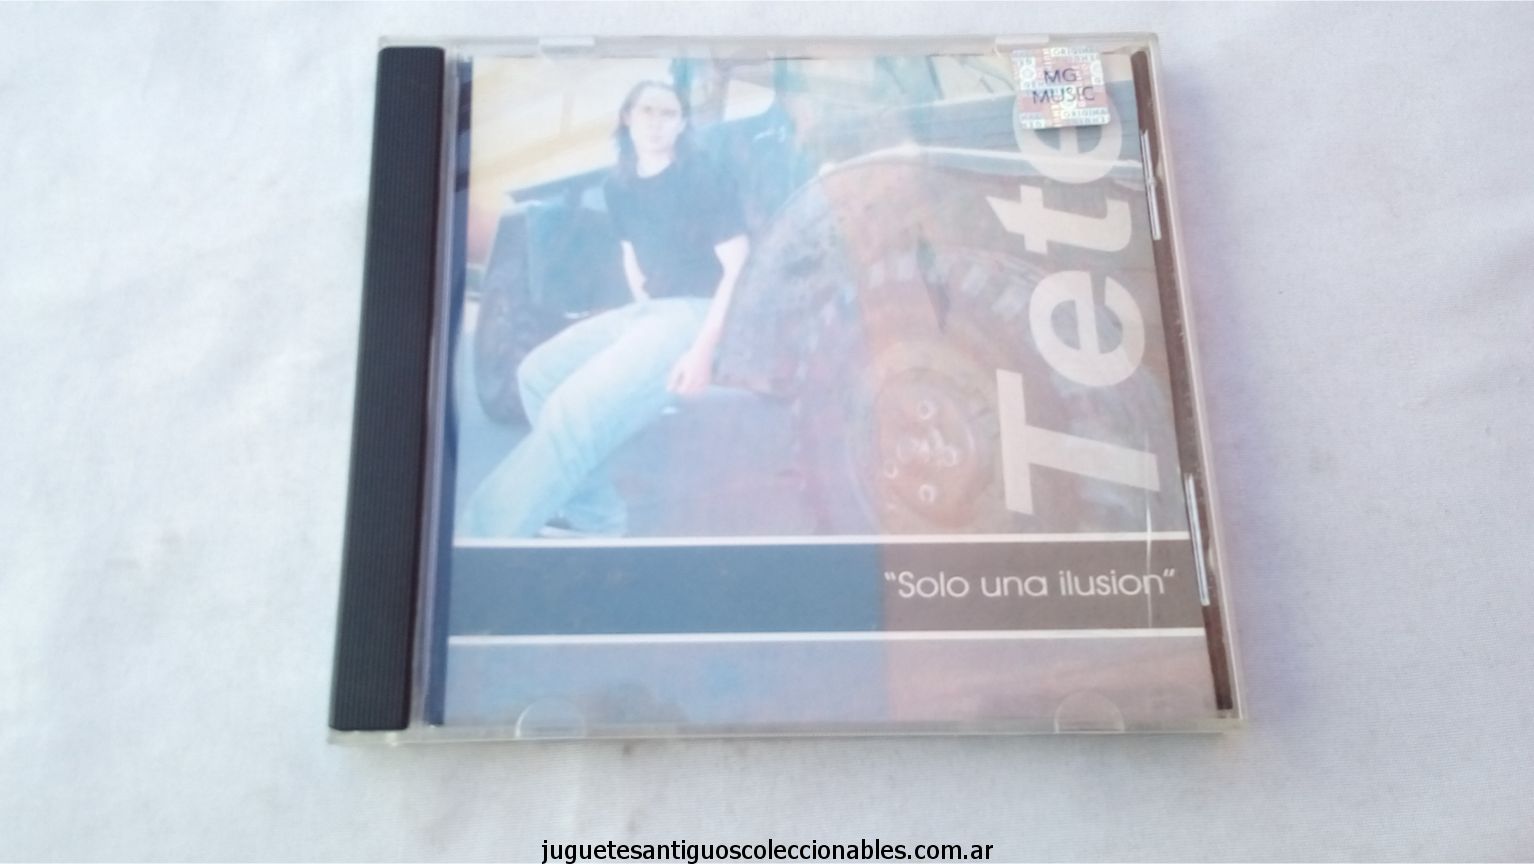 MG
MUSIC
Tete
"Solo una ilusion"
juguetesantiguoscoleccionables.com.ar